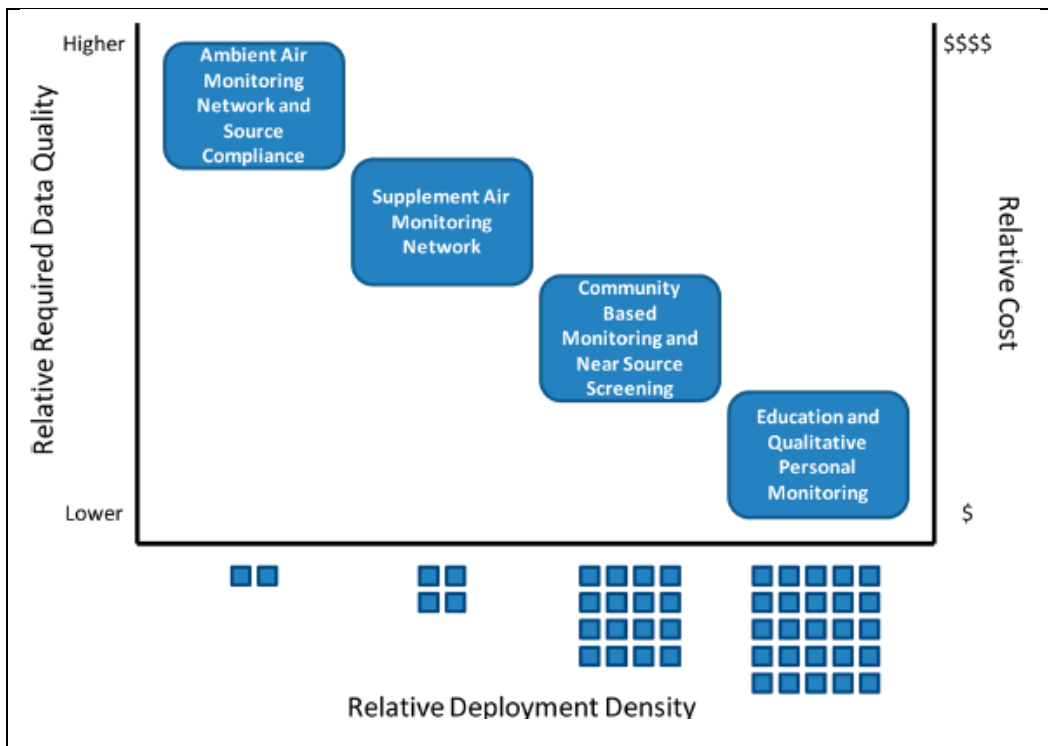 Higher
Relative Required Data Quality
Lower
Ambient Air
Monitoring
Network and
Source
Compliance
Supplement Air
Monitoring
Network
Community
Based
Monitoring and
Near Source
Screening
Education and
Qualitative
Personal
Monitoring
$$$$
Relative Cost
$
Relative Deployment Density